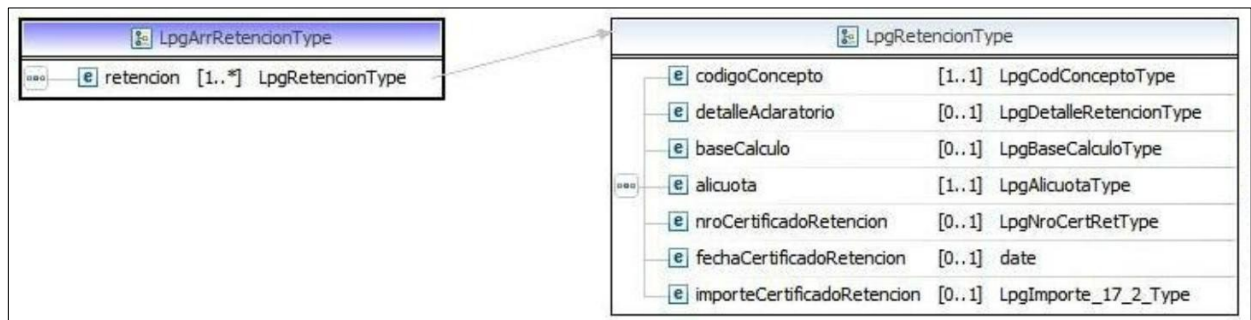 LpgArrRetencionType
e retencion [1..*] LpgRetencionType
LpgRetencionType
e codigoConcepto [1..1] LpgCodConceptoType
e detalleAclaratorio [0..1] LpgDetalleRetencionType
e baseCalculo [0..1] LpgBaseCalculoType
e alicuota [1..1] LpgAlicuotaType
e nroCertificadoRetencion [0..1] LpgNroCertRetType
e fechaCertificadoRetencion [0..1] date
e importeCertificadoRetencion [0..1] LpgImporte_17_2_Type